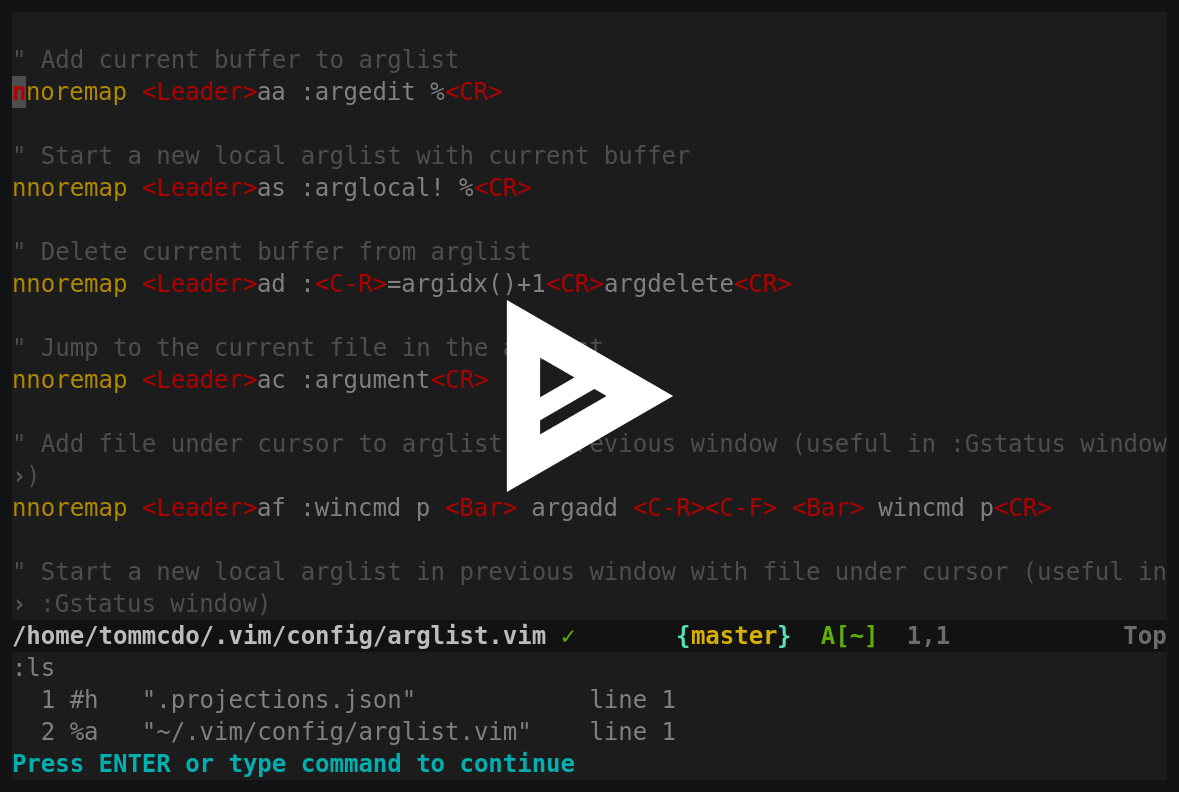 " Add current buffer to arglist
nnoremap <Leader>aa :argedit %<CR>
" Start a new local arglist with current buffer
nnoremap <Leader>as :arglocal! %<CR>
" Delete current buffer from arglist
nnoremap <Leader>ad :<C-R>=argidx()+1<CR>argdelete<CR>
" Jump to the current file in the
nnoremap <Leader>ac :argument<CR>
" Add file under cursor to arglist previous window (useful in :Gstatus window
›)
nnoremap <Leader>af :wincmd p <Bar> argadd <C-R><C-F> <Bar> wincmd p<CR>
" Start a new local arglist in previous window with file under cursor (useful in
› :Gstatus window)
/home/tommcdo/.vim/config/arglist.vim ✓ {master} A[~] 1,1 Top
:ls
1 #h ".projections.json" line 1
2 %a "~/.vim/config/arglist.vim" line 1
Press ENTER or type command to continue